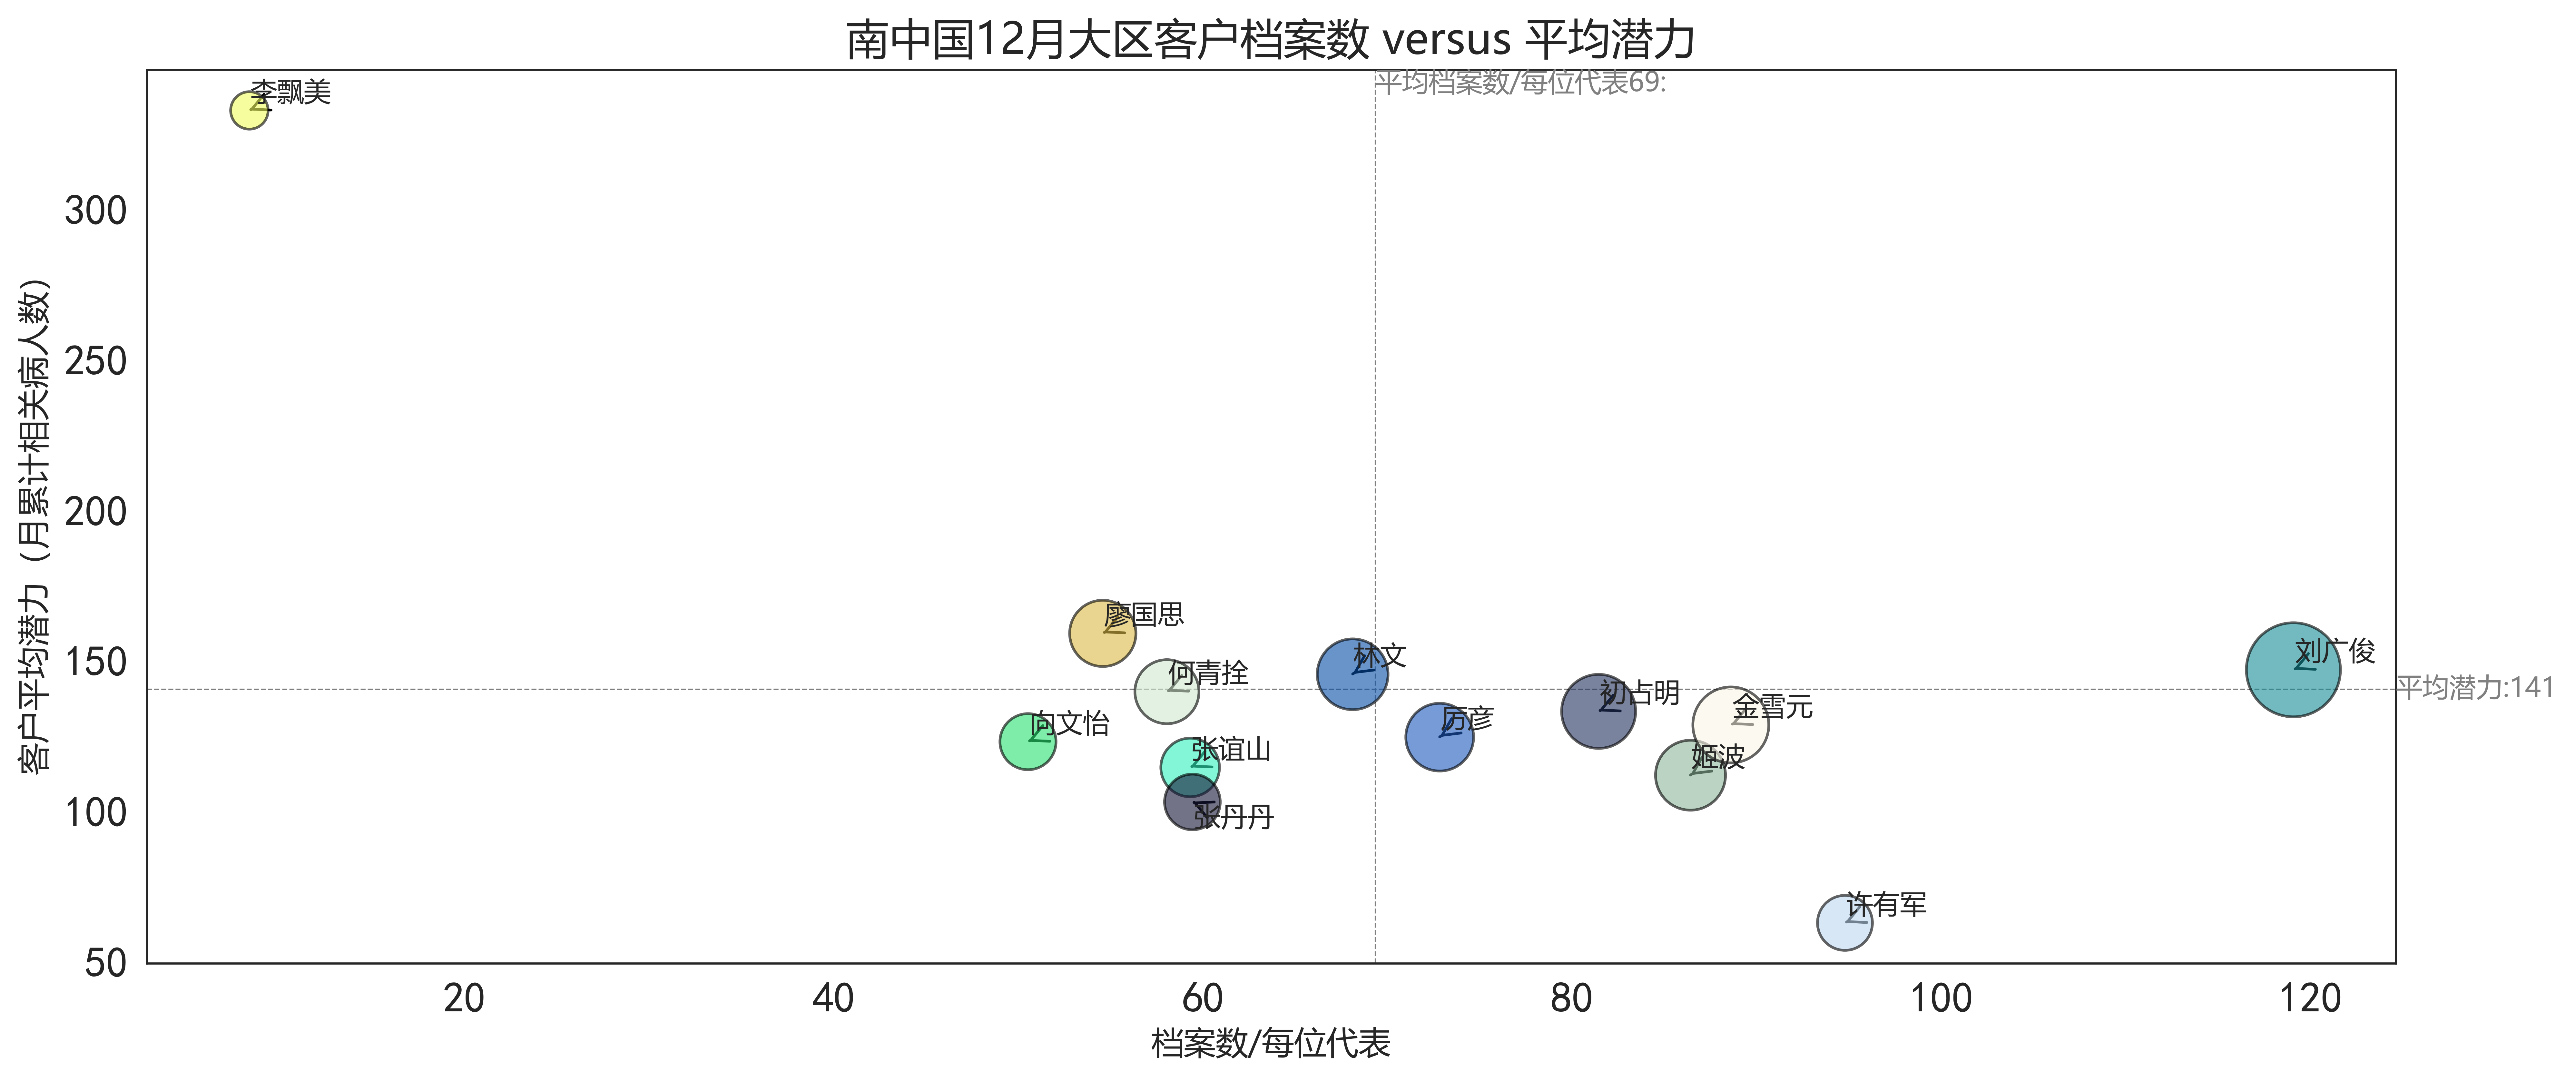 南中国12月大区客户档案数 versus 平均潜力
平均档案数/每位代表69:
李飘美
300
250
200
150
100
50
客户平均潜力（月累计相关病人数）
廖国思
林文
刘广俊
何青拴
平均潜力:141
初占明
金雪元
厉彦
向文怡
张谊山
姬波
张丹丹
许有军
20
40
60
80
100
120
档案数/每位代表